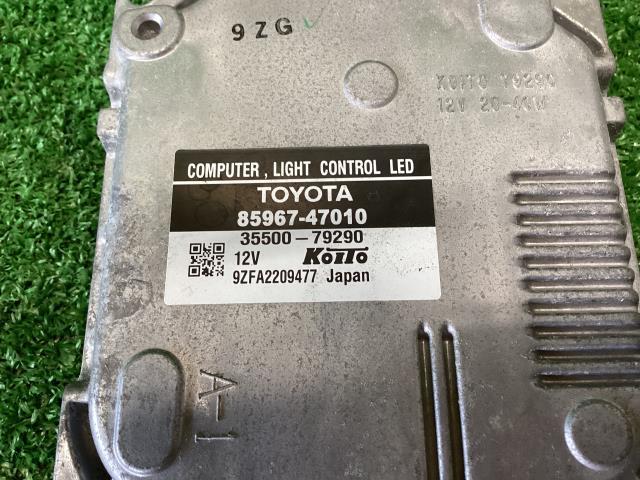 9ZG
KOITO 79290
12V 20-40W
COMPUTER , LIGHT CONTROL LED
TOYOTA
85967-47010
35500-79290
12V KOITO
9ZFA2209477 Japan
A-1